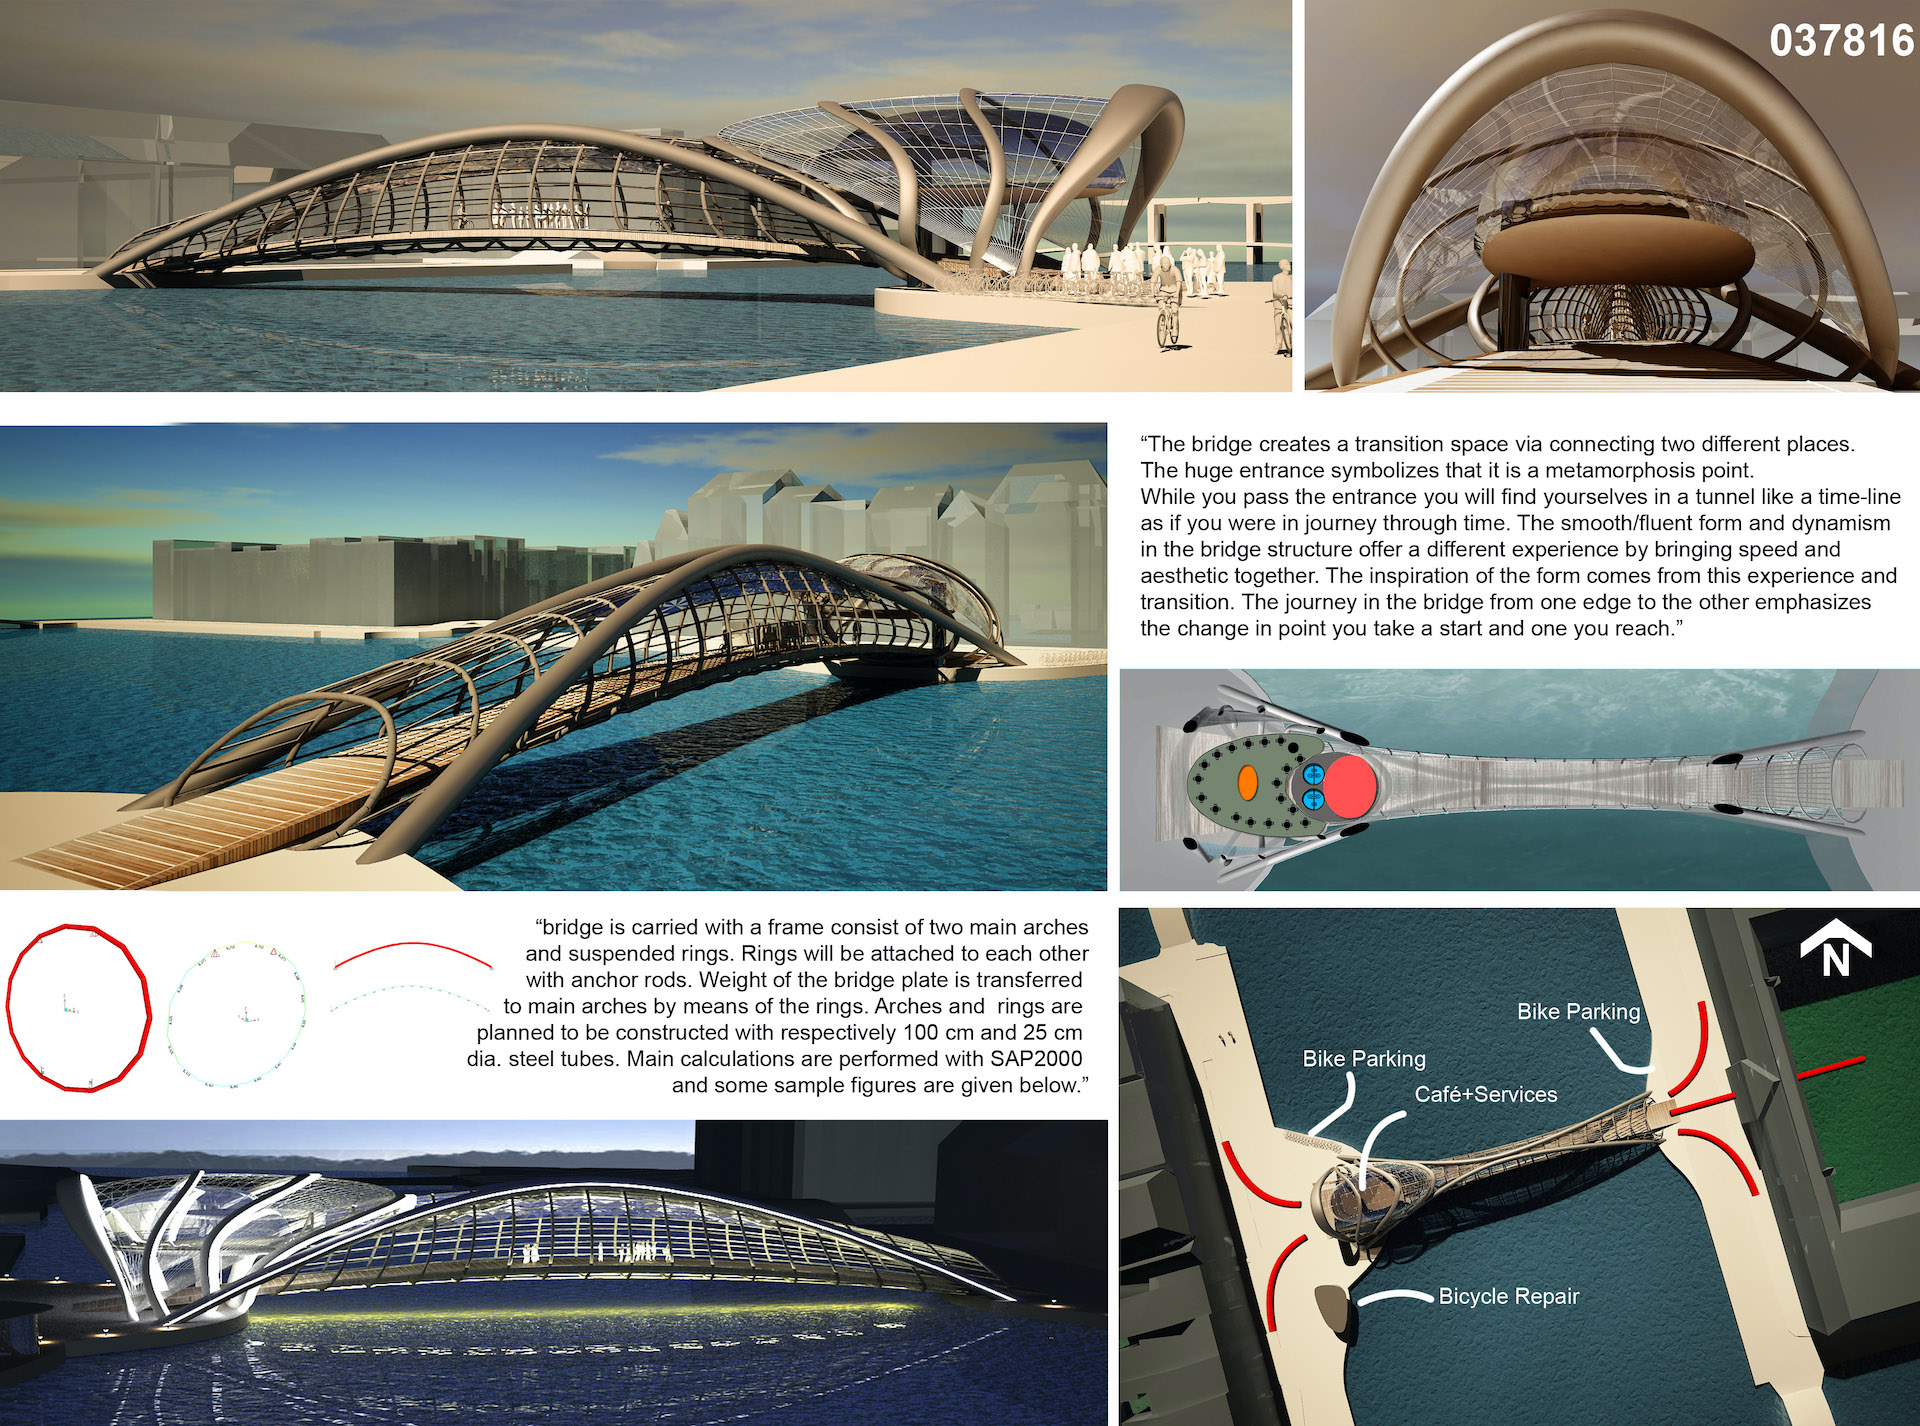 037816
“The bridge creates a transition space via connecting two different places.
The huge entrance symbolizes that it is a metamorphosis point.
While you pass the entrance you will find yourselves in a tunnel like a time-line
as if you were in journey through time. The smooth/fluent form and dynamism
in the bridge structure offer a different experience by bringing speed and
aesthetic together. The inspiration of the form comes from this experience and
transition. The journey in the bridge from one edge to the other emphasizes
the change in point you take a start and one you reach.”
“bridge is carried with a frame consist of two main arches
and suspended rings. Rings will be attached to each other
with anchor rods. Weight of the bridge plate is transferred
to main arches by means of the rings. Arches and rings are
planned to be constructed with respectively 100 cm and 25 cm
dia. steel tubes. Main calculations are performed with SAP2000
and some sample figures are given below.”
N
Bike Parking
Bike Parking
Café+Services
Bicycle Repair